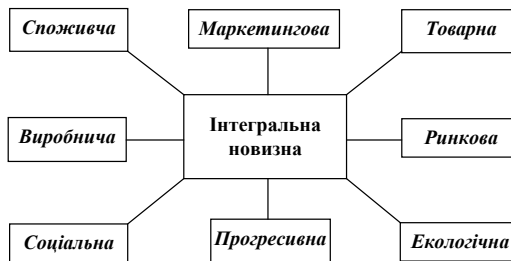 Споживча
Маркетингова
Товарна
Виробнича
Інтегральна
новизна
Ринкова
Соціальна
Прогресивна
Екологічна